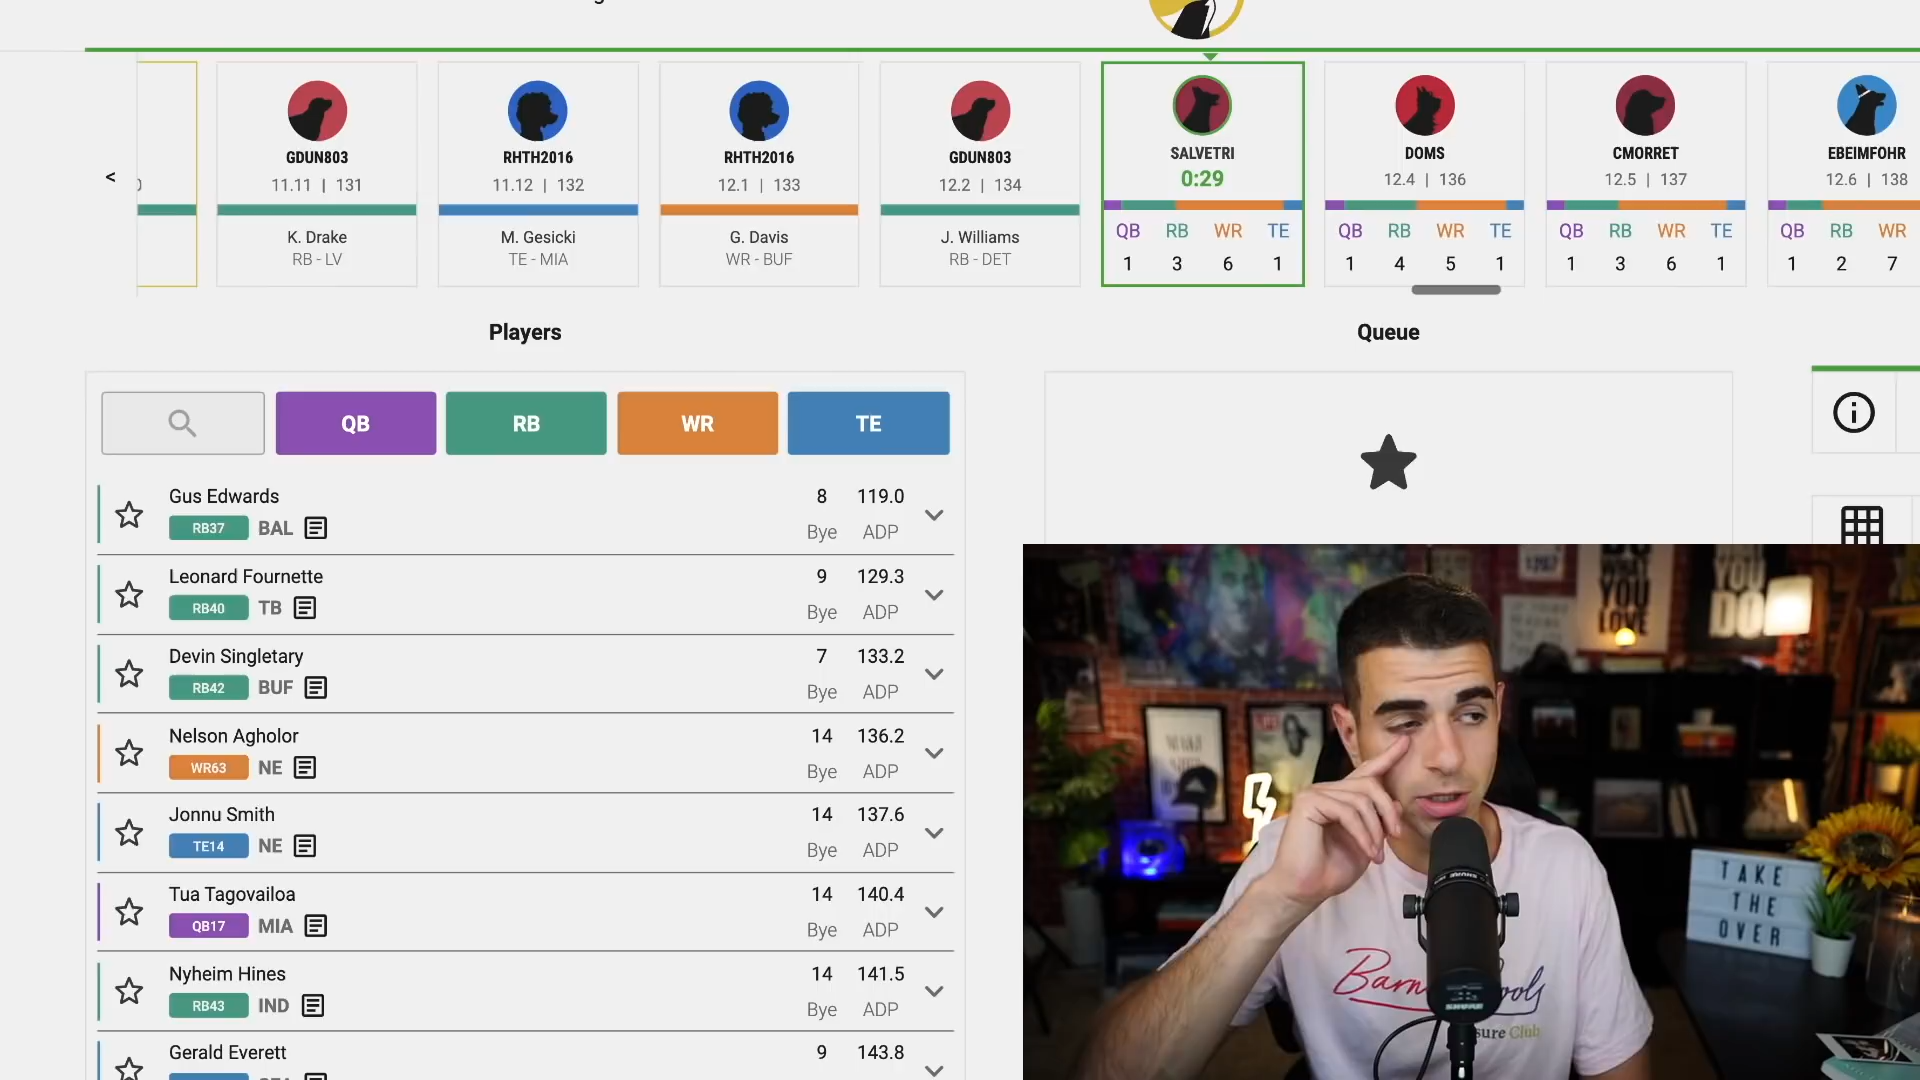 GDUN803
11.11 | 131
K. Drake
RB - LV
RHTH2016
11.12 | 132
M. Gesicki
TE - MIA
RHTH2016
12.1 | 133
G. Davis
WR - BUF
GDUN803
12.2 | 134
J. Williams
RB - DET
SALVETRI
0:29
QB RB WR TE
1 3 6 1
DOMS
12.4 | 136
QB RB WR TE
1 4 5 1
CMORRET
12.5 | 137
QB RB WR TE
1 3 6 1
EBEIMFOHR
12.6 | 138
QB RB WR
1 2 7
<
Players
Queue
QB RB WR TE
Gus Edwards 8 119.0
RB37 BAL Bye ADP
Leonard Fournette 9 129.3
RB40 TB Bye ADP
Devin Singletary 7 133.2
RB42 BUF Bye ADP
Nelson Agholor 14 136.2
WR63 NE Bye ADP
Jonnu Smith 14 137.6
TE14 NE Bye ADP
Tua Tagovailoa 14 140.4
QB17 MIA Bye ADP
Nyheim Hines 14 141.5
RB43 IND Bye ADP
Gerald Everett 9 143.8
YOU
LOVE
YOU
DO
TAKE
THE
OVER
SHURE
Club